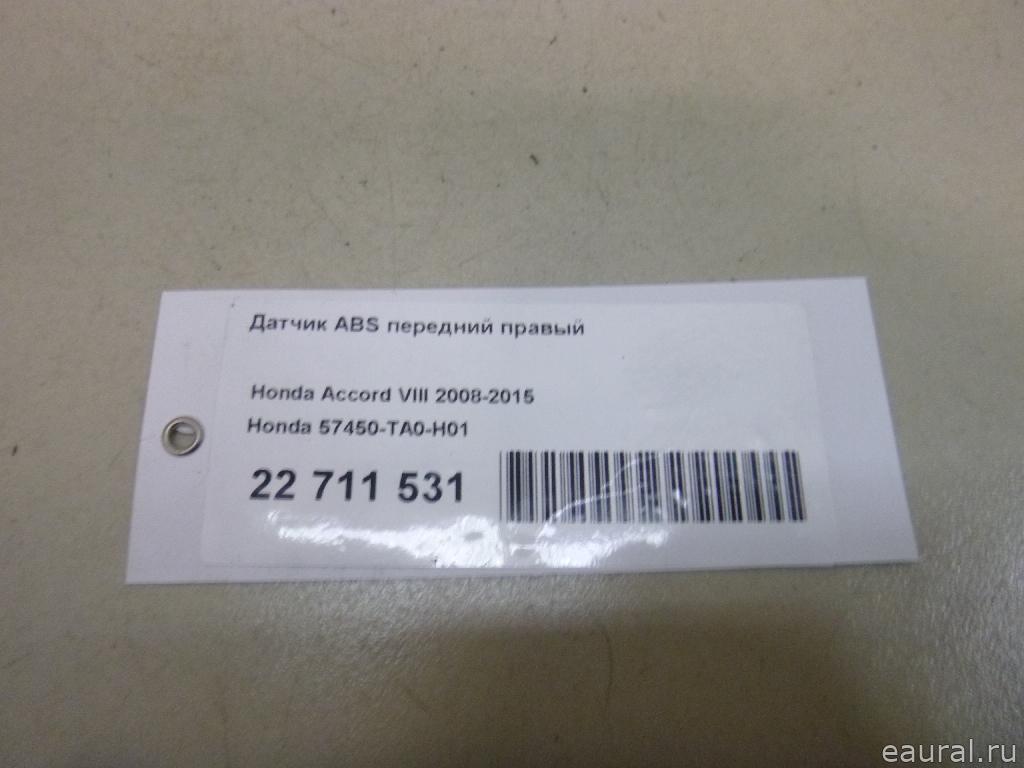 Датчик ABS передний правый
Honda Accord VIII 2008-2015
Honda 57450-TA0-H01
22 711 531
eaural.ru